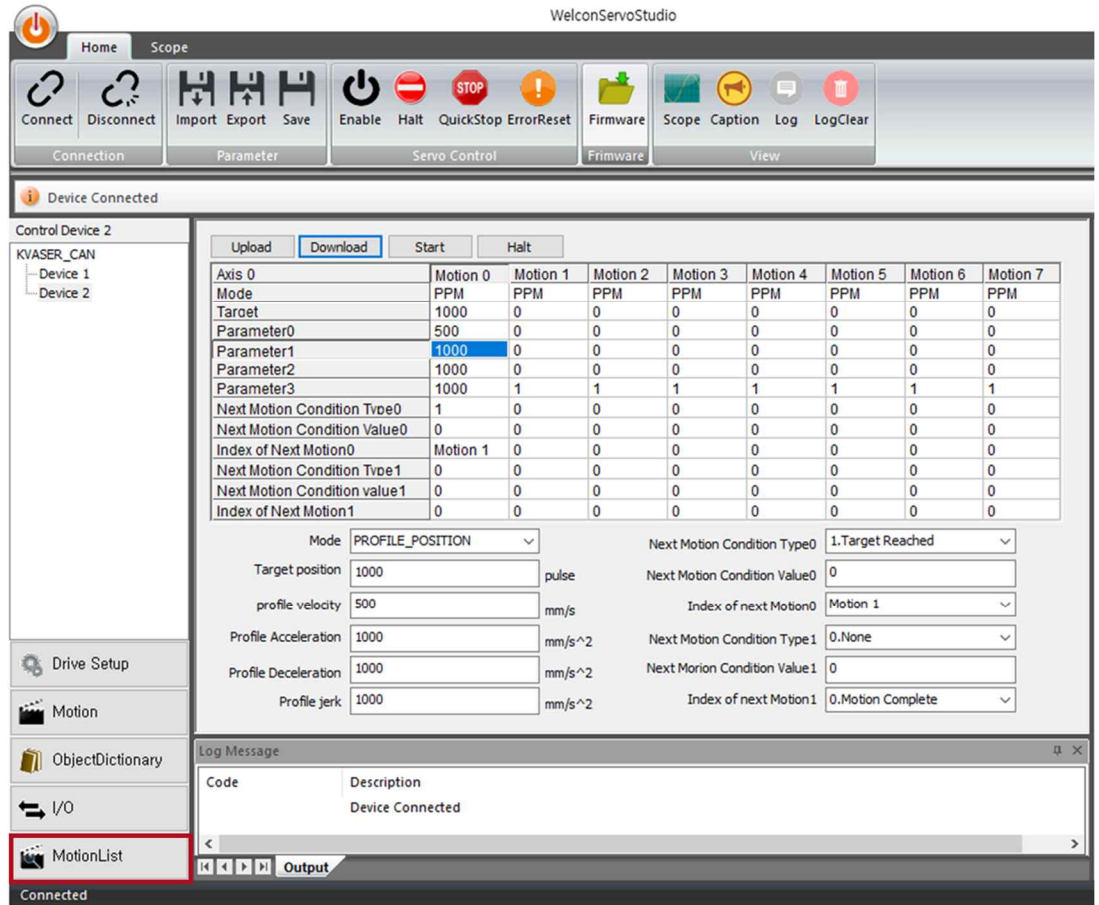 WelconServoStudio
Home Scope
Connect Disconnect Import Export Save Enable Halt QuickStop ErrorReset Firmware Scope Caption Log LogClear
Connection Parameter Servo Control Frimware View
Device Connected
Control Device 2
KVASER_CAN
Device 1
Device 2
Upload Download Start Halt
Axis 0 Motion 0 Motion 1 Motion 2 Motion 3 Motion 4 Motion 5 Motion 6 Motion 7
Mode PPM PPM PPM PPM PPM PPM PPM PPM
Target 1000 0 0 0 0 0 0 0
Parameter0 500 0 0 0 0 0 0 0
Parameter1 1000 0 0 0 0 0 0 0
Parameter2 1000 0 0 0 0 0 0 0
Parameter3 1000 1 1 1 1 1 1 1
Next Motion Condition Type0 1 0 0 0 0 0 0 0
Next Motion Condition Value0 0 0 0 0 0 0 0 0
Index of Next Motion0 Motion 1 0 0 0 0 0 0 0
Next Motion Condition Type1 0 0 0 0 0 0 0 0
Next Motion Condition value1 0 0 0 0 0 0 0 0
Index of Next Motion1 0 0 0 0 0 0 0 0
Mode PROFILE_POSITION Next Motion Condition Type0 1.Target Reached
Target position 1000 pulse Next Motion Condition Value0 0
profile velocity 500 mm/s Index of next Motion0 Motion 1
Profile Acceleration 1000 mm/s^2 Next Motion Condition Type1 0.None
Profile Deceleration 1000 mm/s^2 Next Morion Condition Value1 0
Profile jerk 1000 mm/s^2 Index of next Motion1 0.Motion Complete
Drive Setup
Motion
ObjectDictionary
I/O
MotionList
Log Message
Code Description
Device Connected
Output
Connected